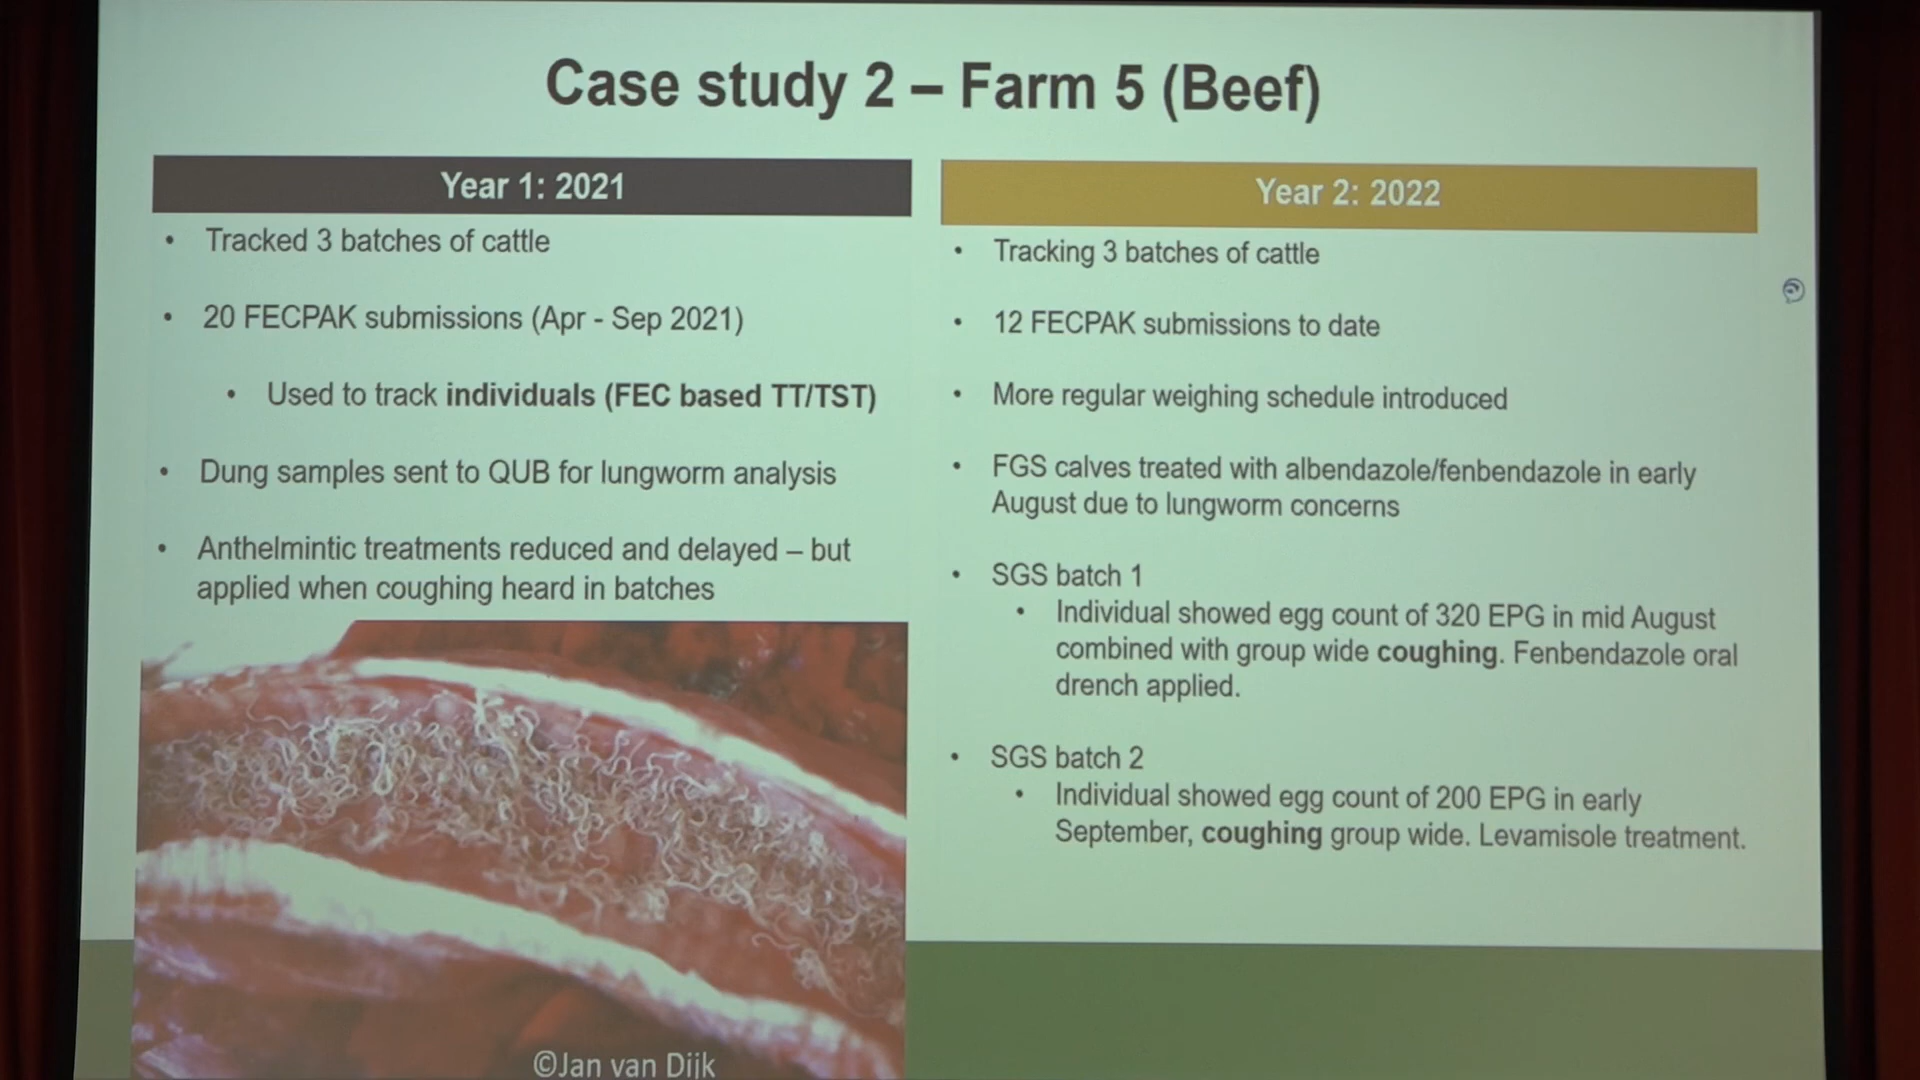 Case study 2 – Farm 5 (Beef)
Year 1: 2021
• Tracked 3 batches of cattle
• 20 FECPAK submissions (Apr - Sep 2021)
• Used to track individuals (FEC based TT/TST)
• Dung samples sent to QUB for lungworm analysis
• Anthelmintic treatments reduced and delayed – but
applied when coughing heard in batches
©Jan van Dijk
Year 2: 2022
• Tracking 3 batches of cattle
• 12 FECPAK submissions to date
• More regular weighing schedule introduced
• FGS calves treated with albendazole/fenbendazole in early
August due to lungworm concerns
• SGS batch 1
• Individual showed egg count of 320 EPG in mid August
combined with group wide coughing. Fenbendazole oral
drench applied.
• SGS batch 2
• Individual showed egg count of 200 EPG in early
September, coughing group wide. Levamisole treatment.